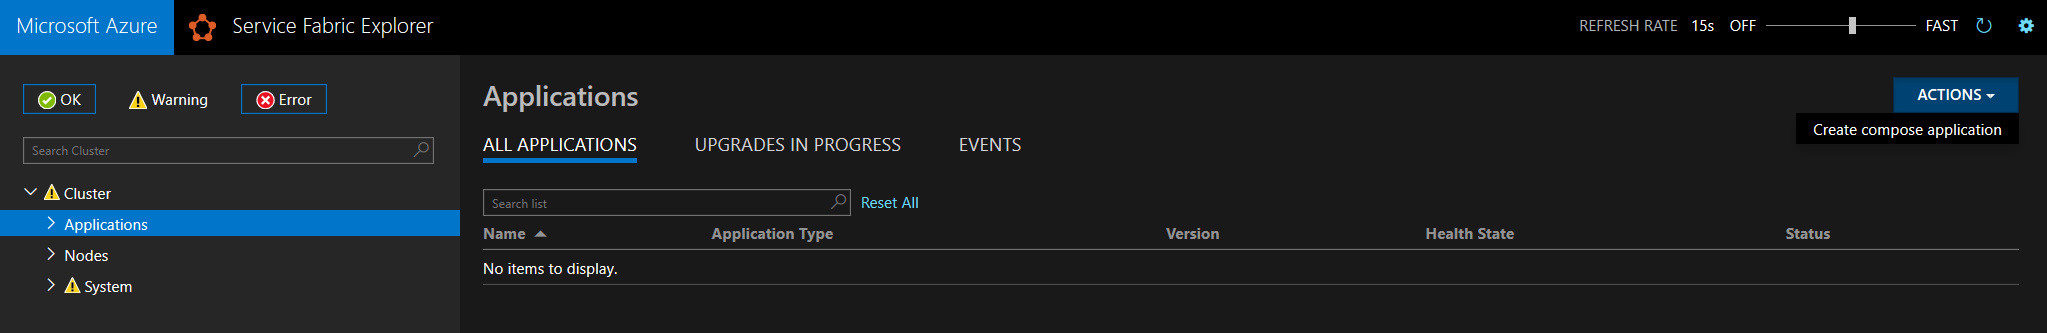 Microsoft Azure Service Fabric Explorer REFRESH RATE 15s OFF FAST
OK Warning Error
Search Cluster
Cluster
Applications
Nodes
System
Applications
ACTIONS
Create compose application
ALL APPLICATIONS UPGRADES IN PROGRESS EVENTS
Search list Reset All
Name Application Type Version Health State Status
No items to display.